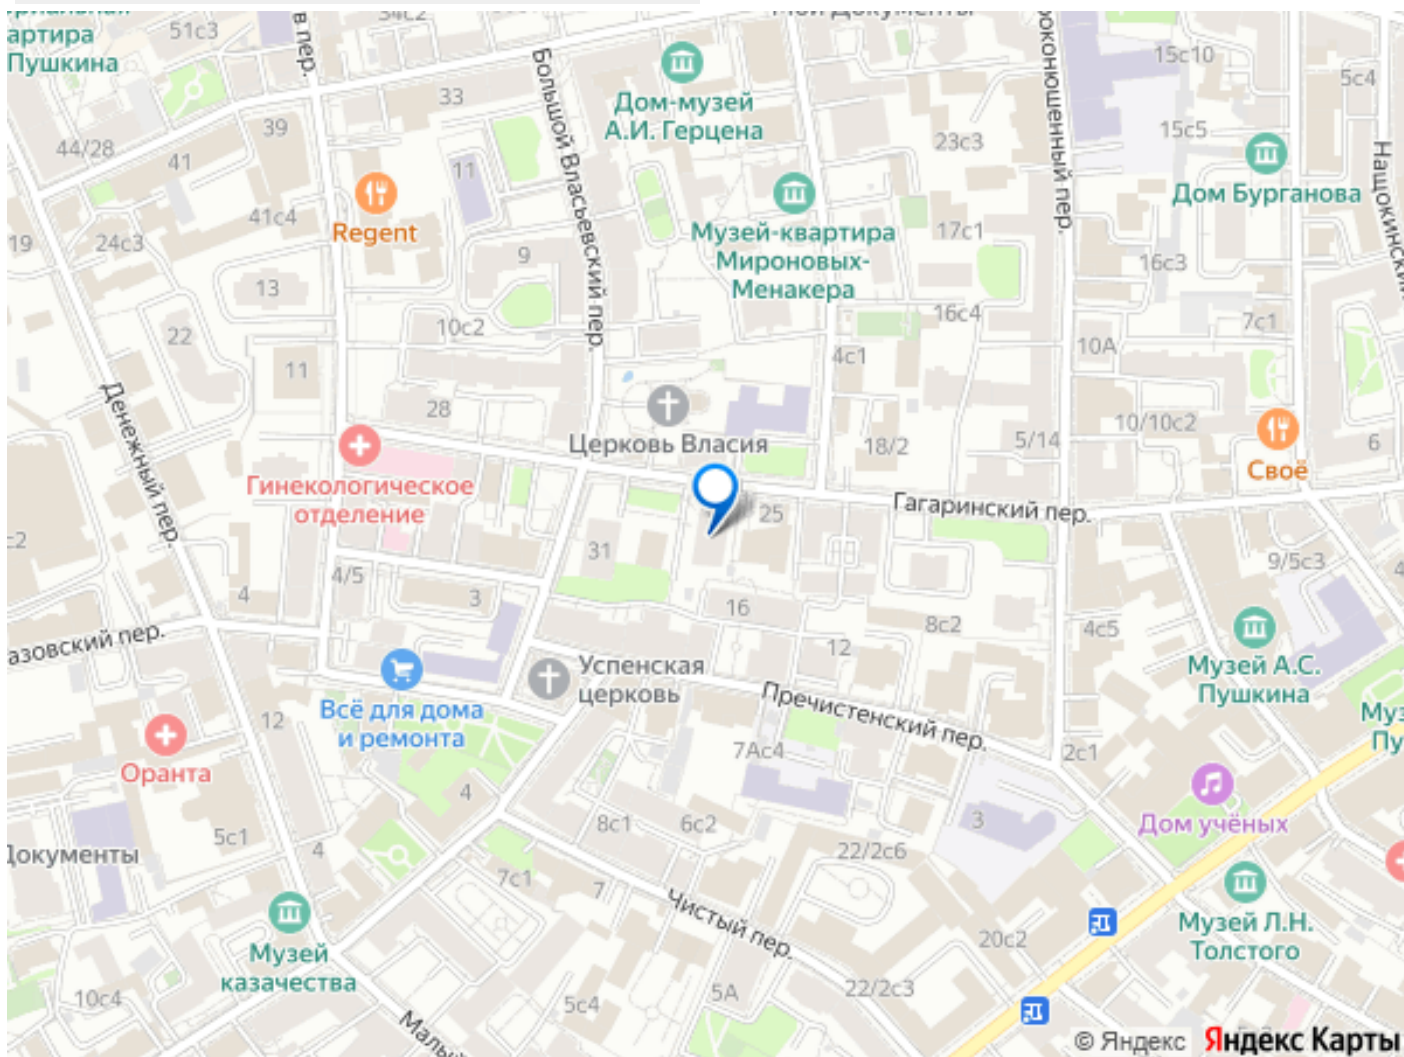 артира
Пушкина
51с3
34с2
в пер.
Мои Документы
оконюшенный пер.
15с10
5с4
33
39
41
44/28
Большой Власьевский пер.
Дом-музей
А.И. Герцена
23с3
15с5
Дом Бурганова
Нащокинский
11
41с4
Regent
19
24с3
9
Музей-квартира
Мироновых-
Менакера
17с1
16с3
13
22
10с2
16с4
7с1
4с1
10А
11
28
Денежный пер.
Церковь Власия
18/2
5/14
10/10с2
6
Своё
Гинекологическое
отделение
25
Гагаринский пер.
31
9/5с3
4
4/5
3
16
8с2
4с5
12
азовский пер.
Успенская
церковь
Музей А.С.
Пушкина
Пречистенский пер.
Всё для дома
и ремонта
12
7Ас4
2с1
Оранта
4
3
Дом учёных
5с1
4
8с1
6с2
22/2с6
Документы
7с1
7
Чистый пер.
Музей Л.Н.
Толстого
20с2
Музей
казачества
10с4
5с4
5А
22/2с3
© Яндекс Яндекс Карты